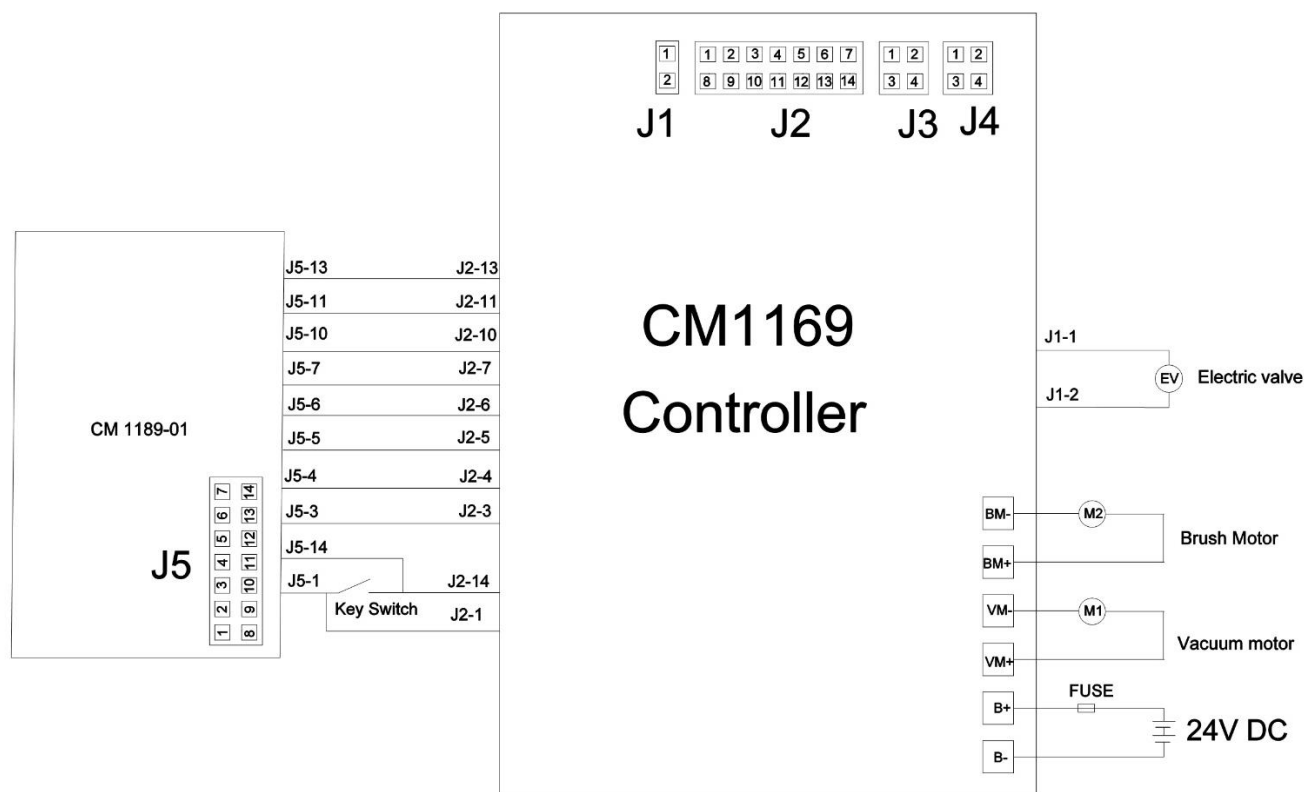 1
2
1 2 3 4 5 6 7
8 9 10 11 12 13 14
1 2
3 4
1 2
3 4
J1
J2
J3
J4
J5-13 J2-13
J5-11 J2-11
J5-10 J2-10
J5-7 J2-7
J5-6 J2-6
J5-5 J2-5
J5-4 J2-4
J5-3 J2-3
J5-14
J5-1 J2-14
Key Switch J2-1
CM 1189-01
J5
7 14
6 13
5 12
4 11
3 10
2 9
1 8
CM1169
Controller
J1-1
EV Electric valve
J1-2
BM- M2
Brush Motor
BM+
VM- M1
Vacuum motor
VM+
FUSE
B+
24V DC
B-